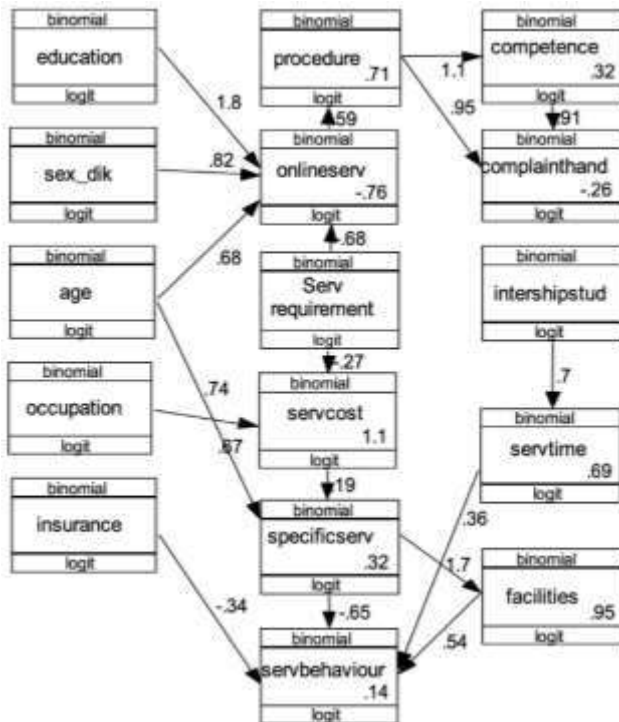 binomial
education
logit
1.8
binomial
sex_dik
logit
.82
binomial
age
logit
.68
.74
.67
binomial
occupation
logit
binomial
insurance
logit
-.34
binomial
procedure
.71
logit
.59
binomial
onlineserv
-.76
logit
-.68
binomial
Serv
requirement
logit
-.27
binomial
servcost
1.1
logit
.19
binomial
specificserv
.32
logit
-.65
binomial
servbehaviour
.14
logit
1.1
.95
binomial
competence
.32
logit
.91
binomial
complainthand
-.26
logit
binomial
intershipstud
logit
.7
binomial
servtime
.69
logit
.36
1.7
binomial
facilities
.95
logit
.54